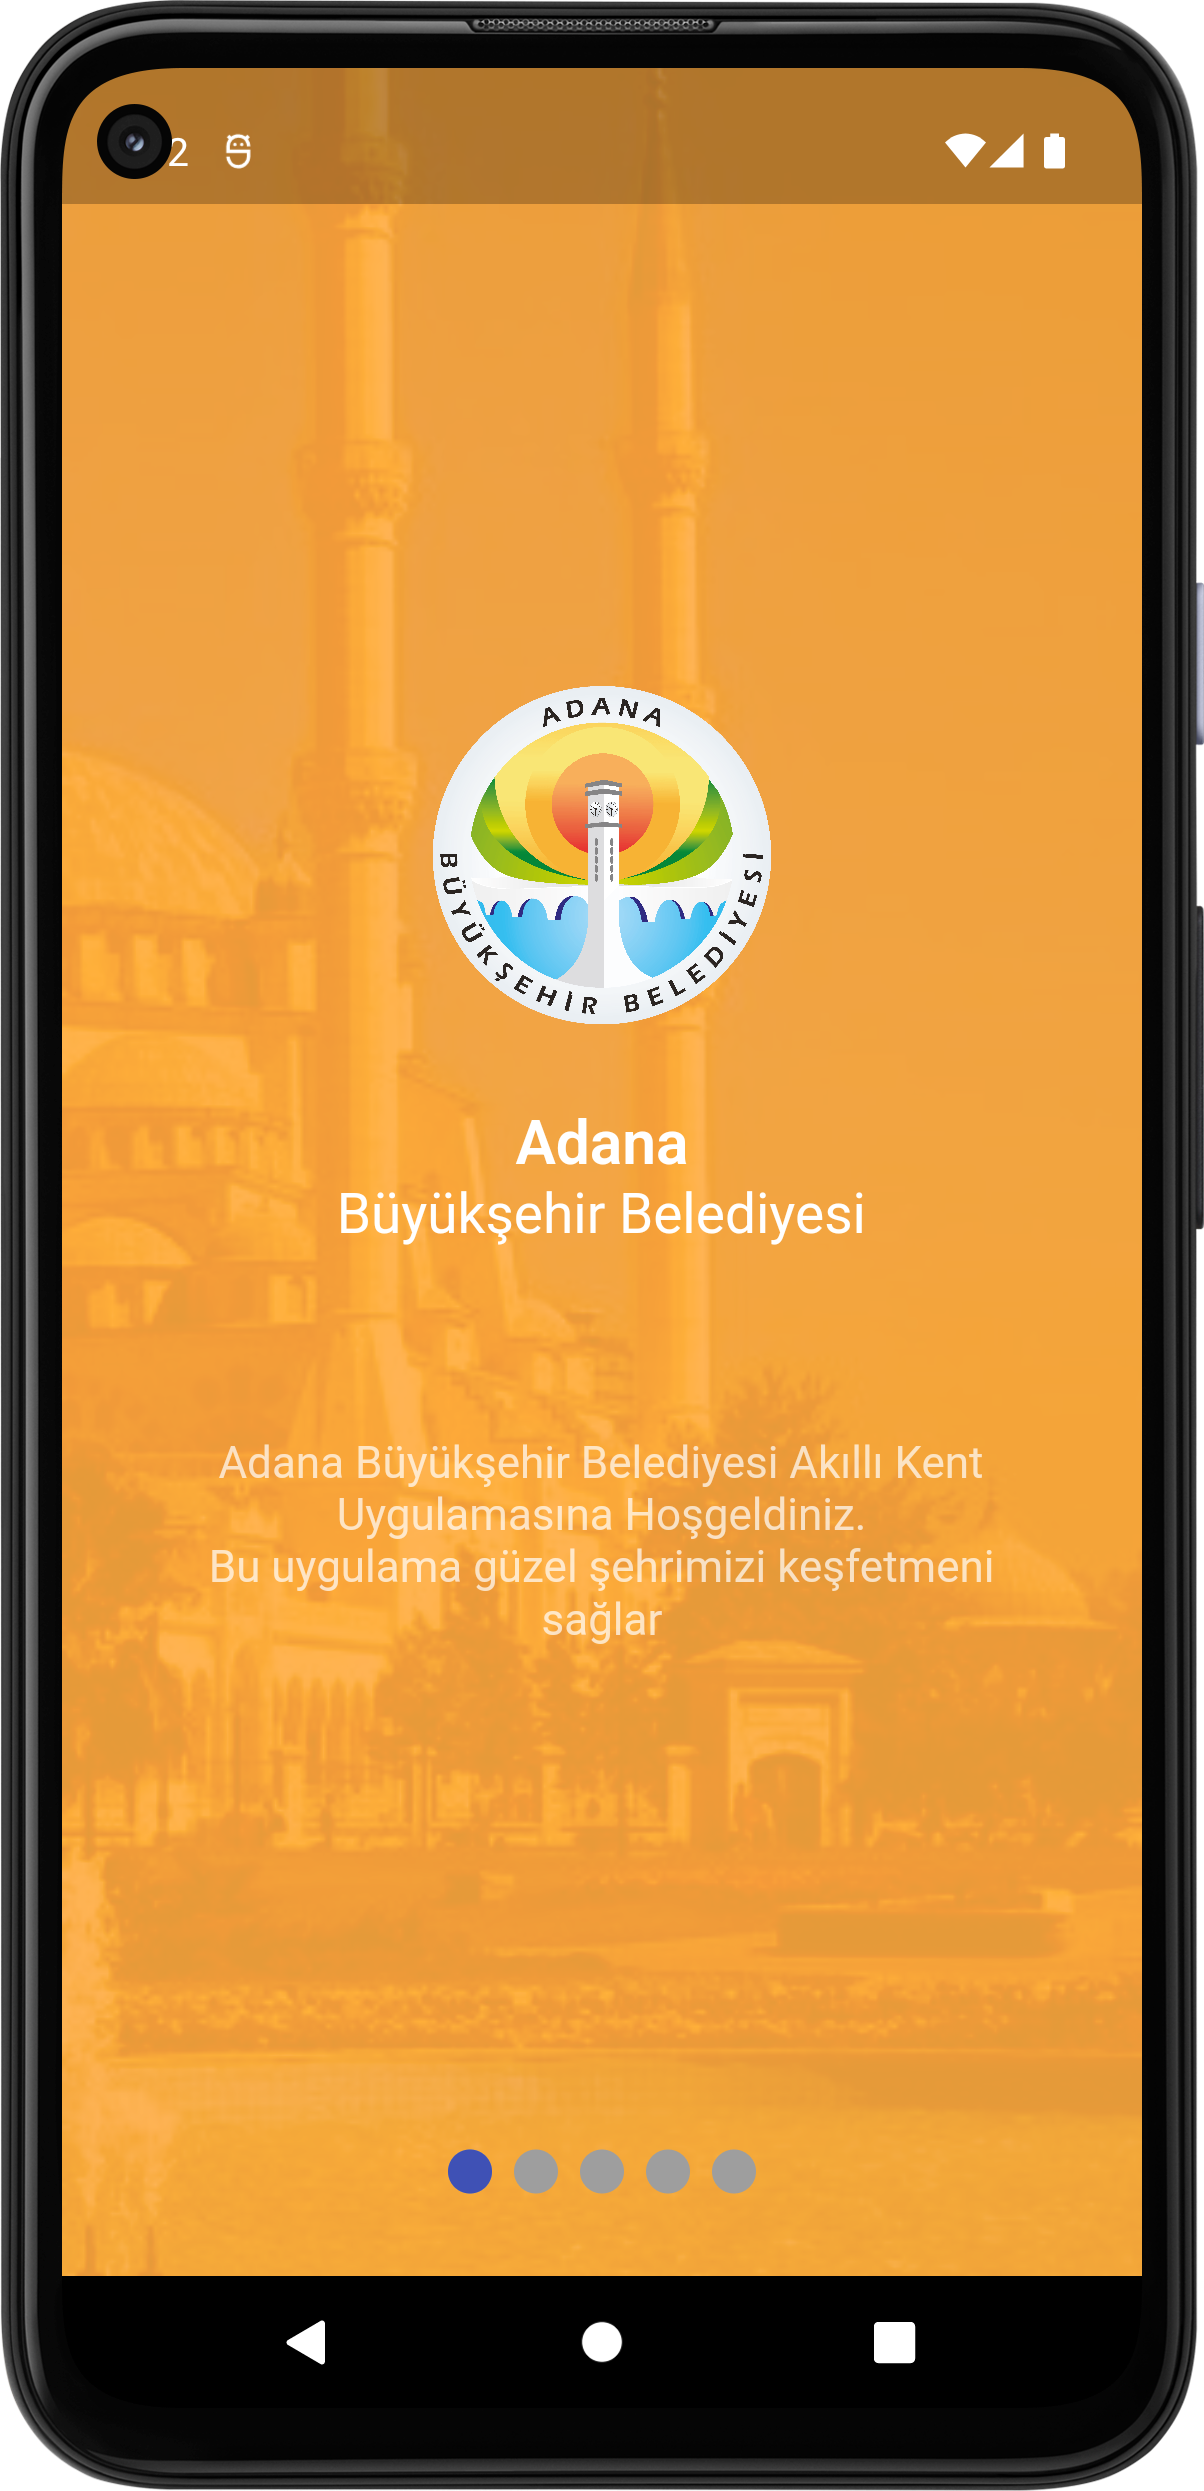 2
ADANA
BÜYÜKŞEHİR BELEDİYESİ
Adana
Büyükşehir Belediyesi
Adana Büyükşehir Belediyesi Akıllı Kent
Uygulamasına Hoşgeldiniz.
Bu uygulama güzel şehrimizi keşfetmeni
sağlar